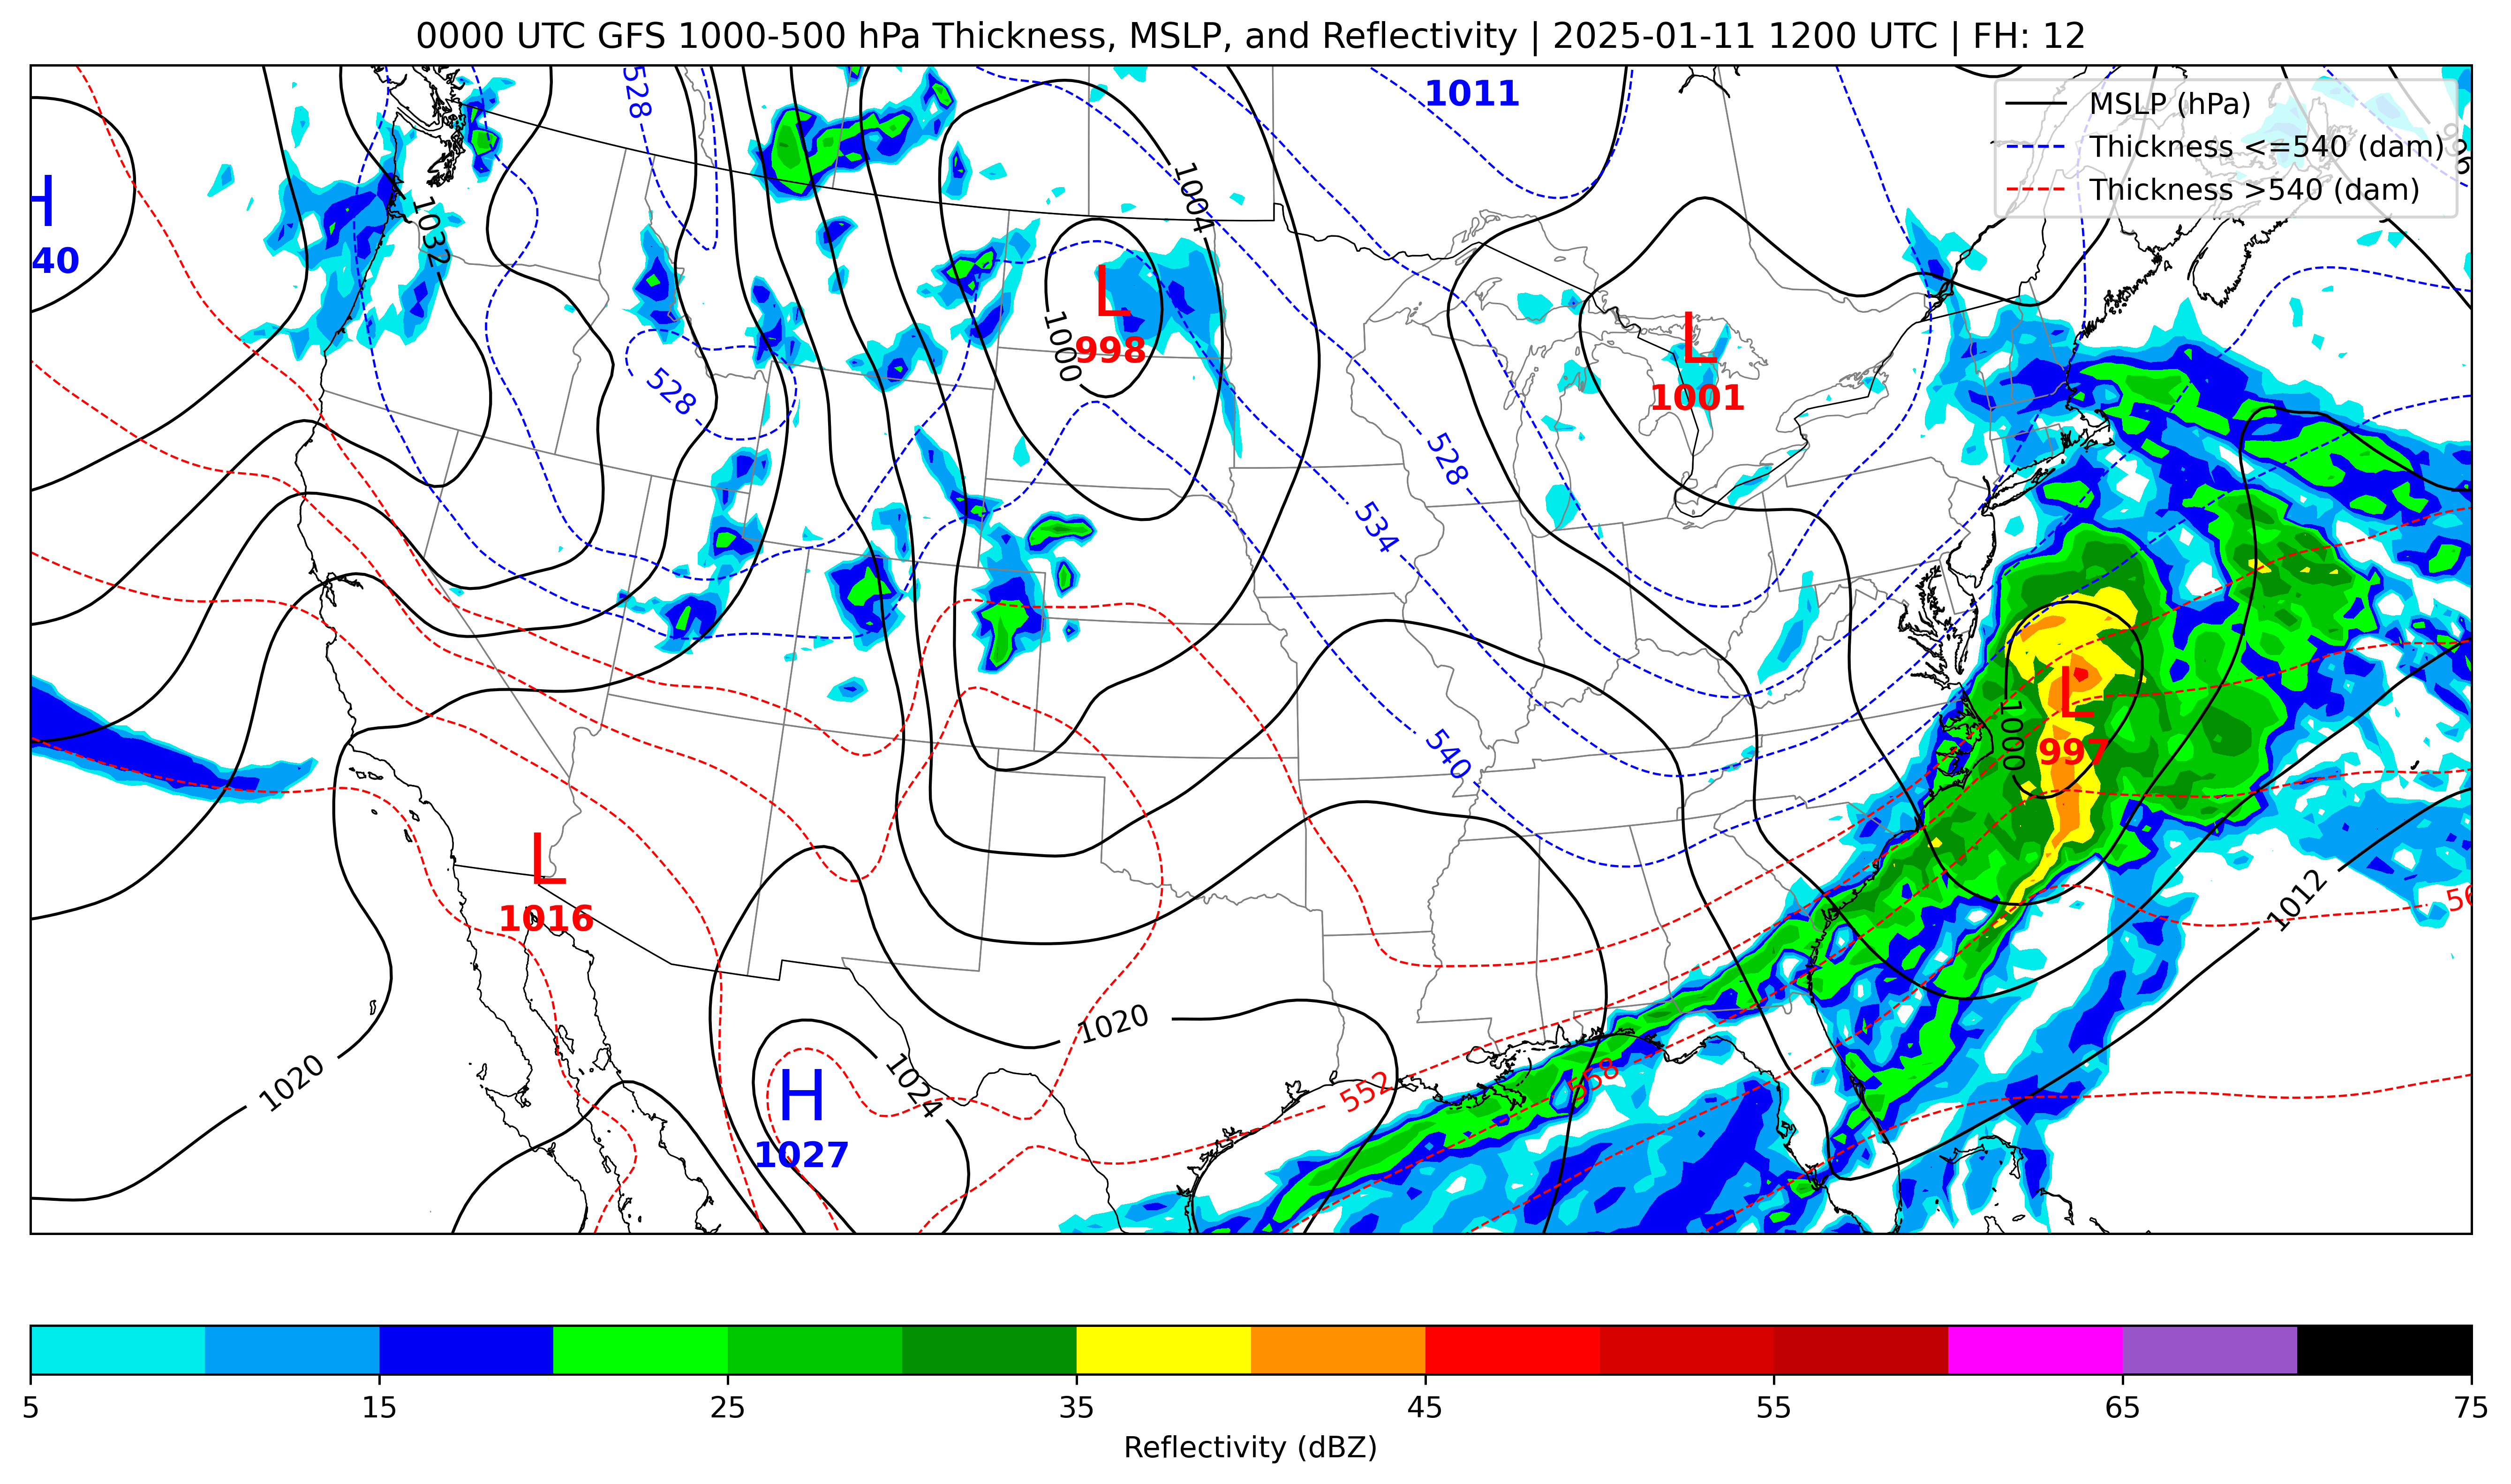 0000 UTC GFS 1000-500 hPa Thickness, MSLP, and Reflectivity | 2025-01-11 1200 UTC | FH: 12
MSLP (hPa)
Thickness <=540 (dam)
Thickness >540 (dam)
1011
528
H
40
1032
1004
L
998
1000
L
1001
528
528
534
540
L
997
1000
L
1016
1012
1020
1020
1024
H
1027
552
558
5 15 25 35 45 55 65 75
Reflectivity (dBZ)